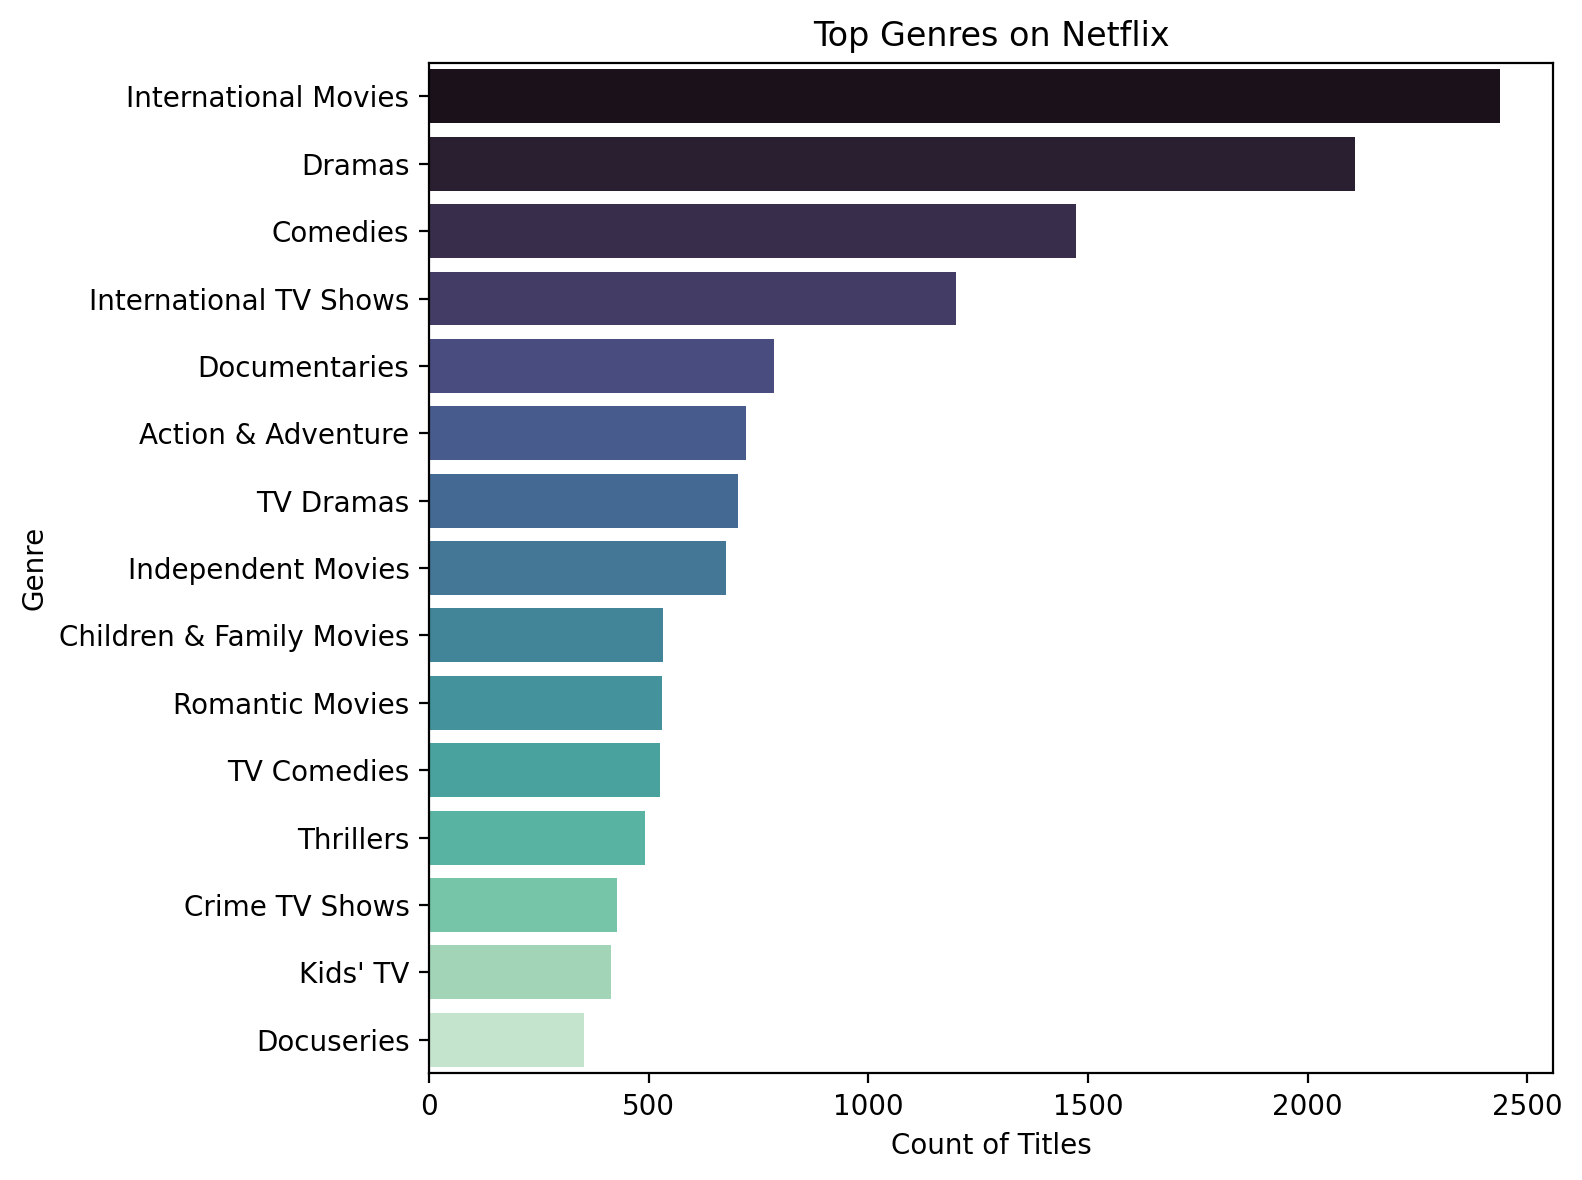 Top Genres on Netflix
Genre
International Movies
Dramas
Comedies
International TV Shows
Documentaries
Action & Adventure
TV Dramas
Independent Movies
Children & Family Movies
Romantic Movies
TV Comedies
Thrillers
Crime TV Shows
Kids' TV
Docuseries
0 500 1000 1500 2000 2500
Count of Titles